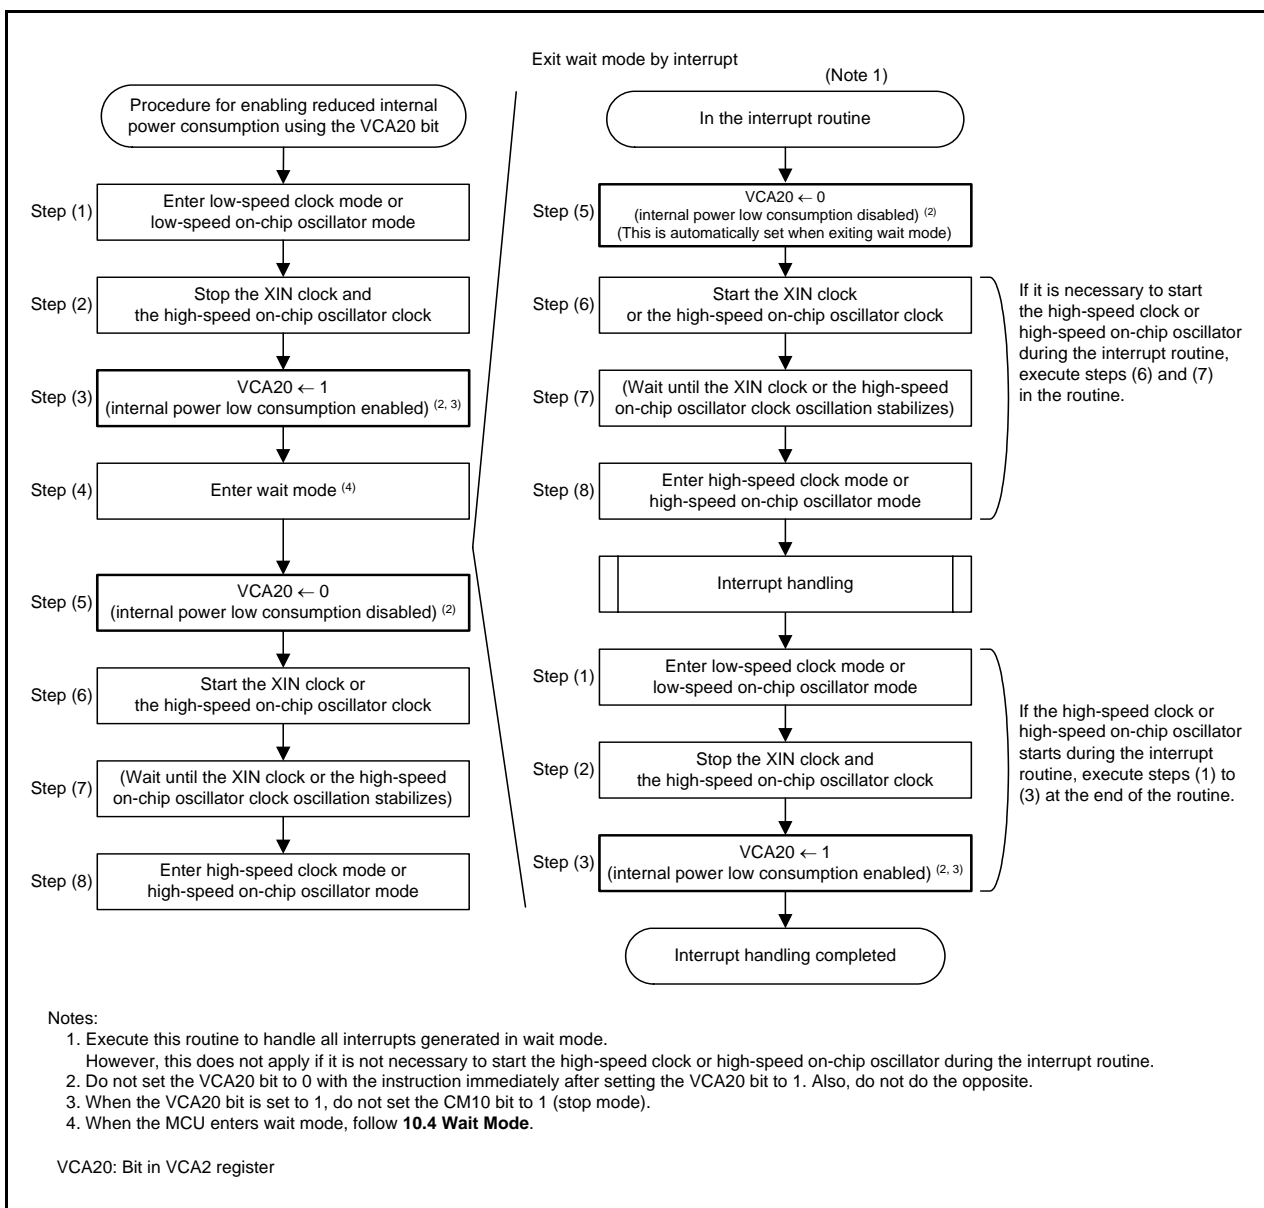 Exit wait mode by interrupt
(Note 1)
Procedure for enabling reduced internal
power consumption using the VCA20 bit
Step (1)
Enter low-speed clock mode or
low-speed on-chip oscillator mode
Step (2)
Stop the XIN clock and
the high-speed on-chip oscillator clock
Step (3)
VCA20 ← 1
(internal power low consumption enabled) (2, 3)
Step (4)
Enter wait mode (4)
Step (5)
VCA20 ← 0
(internal power low consumption disabled) (2)
Step (6)
Start the XIN clock or
the high-speed on-chip oscillator clock
Step (7)
(Wait until the XIN clock or the high-speed
on-chip oscillator clock oscillation stabilizes)
Step (8)
Enter high-speed clock mode or
high-speed on-chip oscillator mode
In the interrupt routine
Step (5)
VCA20 ← 0
(internal power low consumption disabled) (2)
(This is automatically set when exiting wait mode)
Step (6)
Start the XIN clock
or the high-speed on-chip oscillator clock
Step (7)
(Wait until the XIN clock or the high-speed
on-chip oscillator clock oscillation stabilizes)
Step (8)
Enter high-speed clock mode or
high-speed on-chip oscillator mode
If it is necessary to start
the high-speed clock or
high-speed on-chip oscillator
during the interrupt routine,
execute steps (6) and (7)
in the routine.
Interrupt handling
Step (1)
Enter low-speed clock mode or
low-speed on-chip oscillator mode
Step (2)
Stop the XIN clock and
the high-speed on-chip oscillator clock
Step (3)
VCA20 ← 1
(internal power low consumption enabled) (2, 3)
If the high-speed clock or
high-speed on-chip oscillator
starts during the interrupt
routine, execute steps (1) to
(3) at the end of the routine.
Interrupt handling completed
Notes:
1. Execute this routine to handle all interrupts generated in wait mode.
However, this does not apply if it is not necessary to start the high-speed clock or high-speed on-chip oscillator during the interrupt routine.
2. Do not set the VCA20 bit to 0 with the instruction immediately after setting the VCA20 bit to 1. Also, do not do the opposite.
3. When the VCA20 bit is set to 1, do not set the CM10 bit to 1 (stop mode).
4. When the MCU enters wait mode, follow 10.4 Wait Mode.
VCA20: Bit in VCA2 register